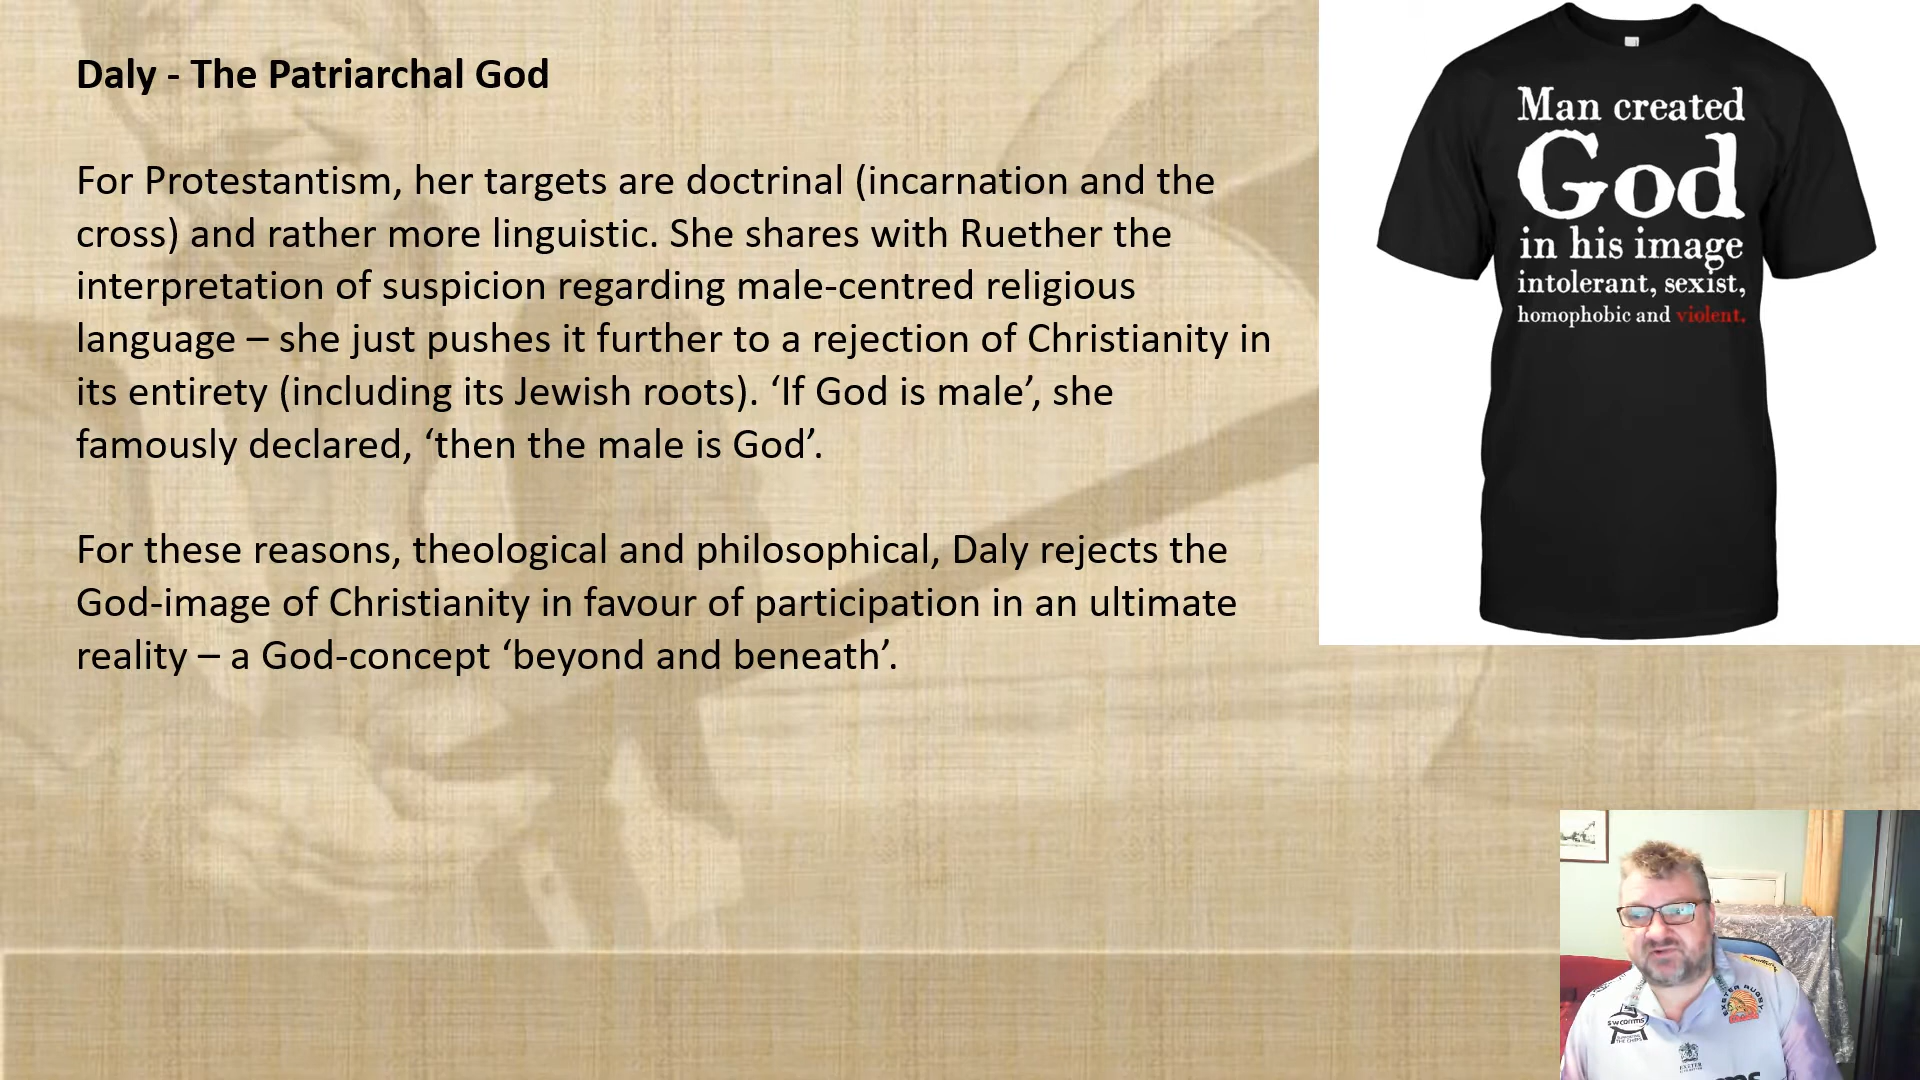 Daly - The Patriarchal God
For Protestantism, her targets are doctrinal (incarnation and the
cross) and rather more linguistic. She shares with Ruether the
interpretation of suspicion regarding male-centred religious
language – she just pushes it further to a rejection of Christianity in
its entirety (including its Jewish roots). ‘If God is male’, she
famously declared, ‘then the male is God’.
For these reasons, theological and philosophical, Daly rejects the
God-image of Christianity in favour of participation in an ultimate
reality – a God-concept ‘beyond and beneath’.
Man created
God
in his image
intolerant, sexist,
homophobic and violent.
EXETER RUGBY
SW COMMS
EXETER